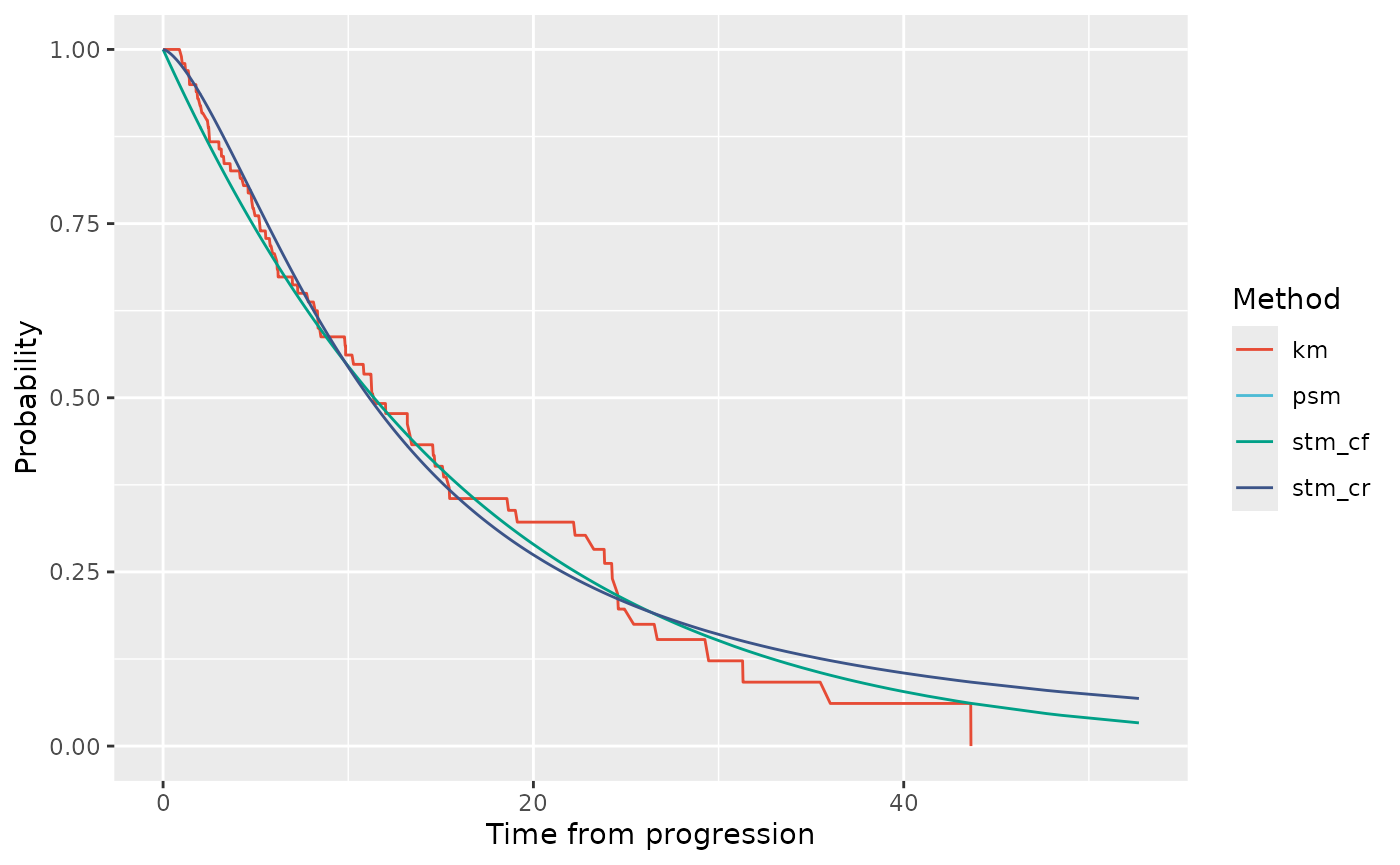 1.00
0.75
0.50
0.25
0.00
Probability
0
20
40
Time from progression
Method
km
psm
stm_cf
stm_cr